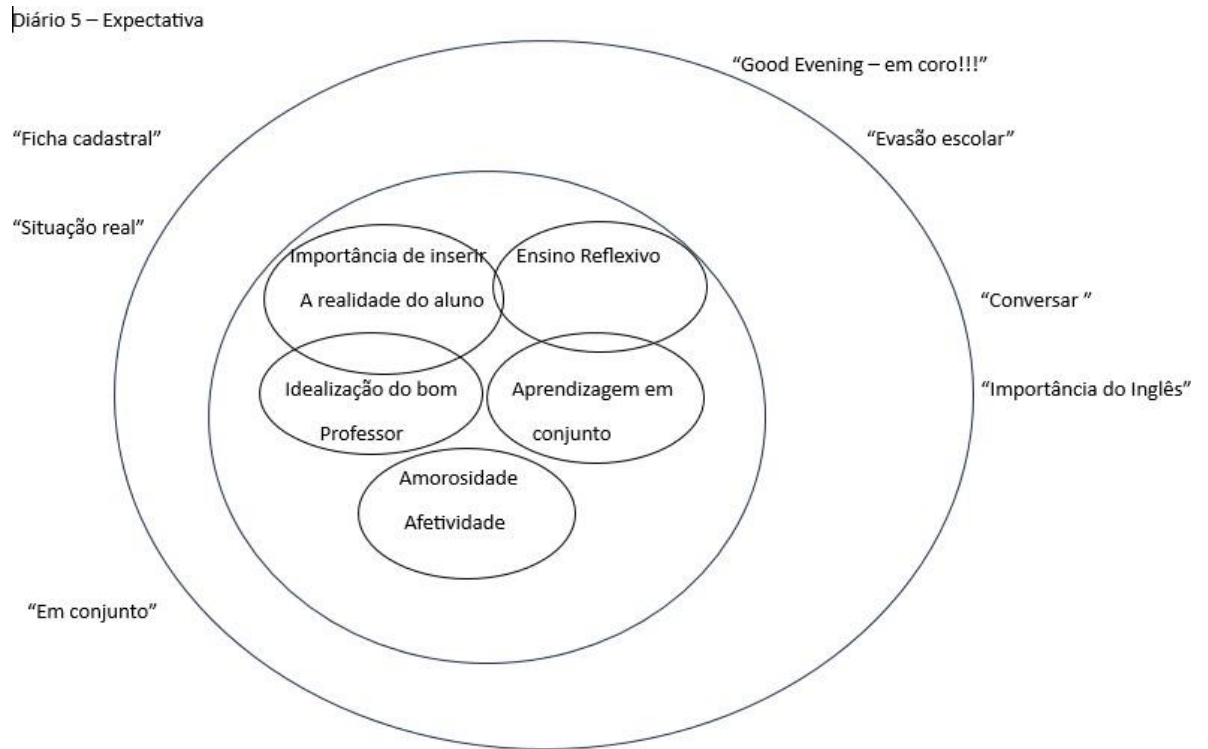 Diário 5 – Expectativa
“Good Evening – em coro!!!”
“Ficha cadastral”
“Evasão escolar”
“Situação real”
Importância de inserir
A realidade do aluno
Ensino Reflexivo
“Conversar ”
Idealização do bom
Professor
Aprendizagem em
conjunto
“Importância do Inglês”
Amorosidade
Afetividade
“Em conjunto”